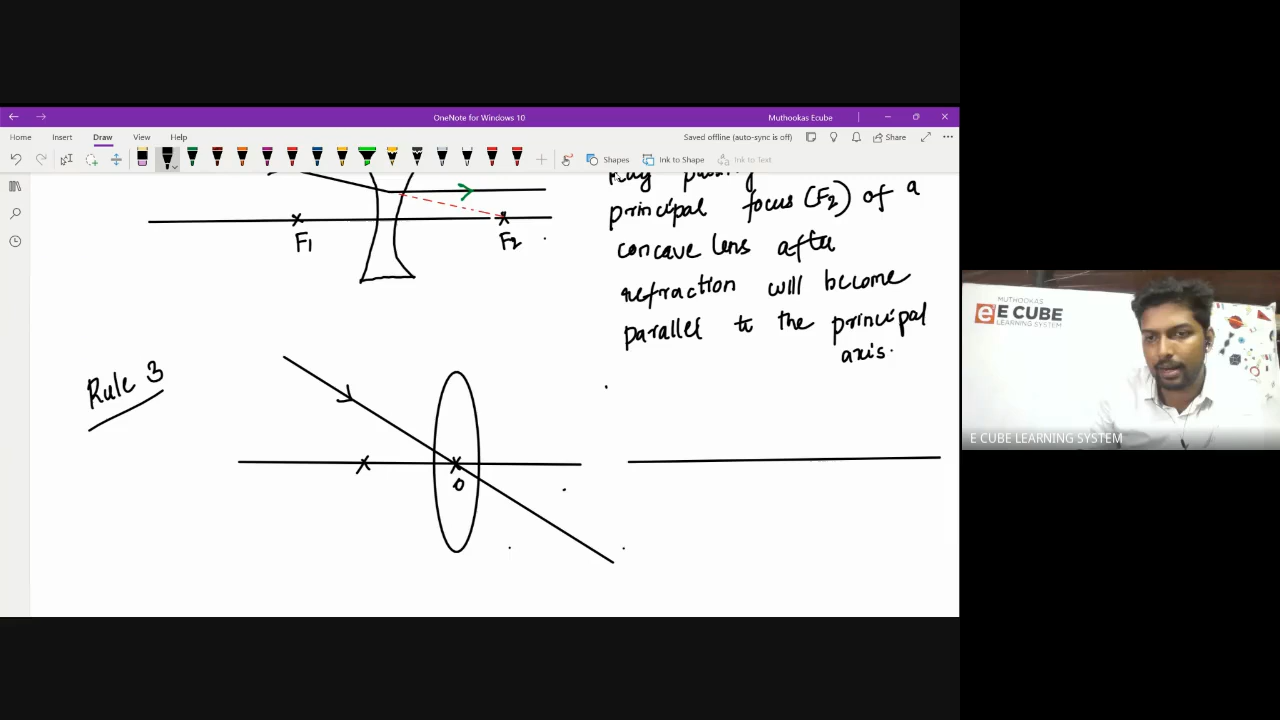 OneNote for Windows 10
Muthookas Ecube
Home Insert Draw View Help
Saved offline (auto-sync is off)
Share
Shapes
Ink to Shape
Ink to Text
principal focus (F2) of a
concave lens after
refraction will become
parallel to the principal
axis.
F1
F2
Rule 3
O
MUTHOOKAS
E CUBE
LEARNING SYSTEM
E CUBE LEARNING SYSTEM